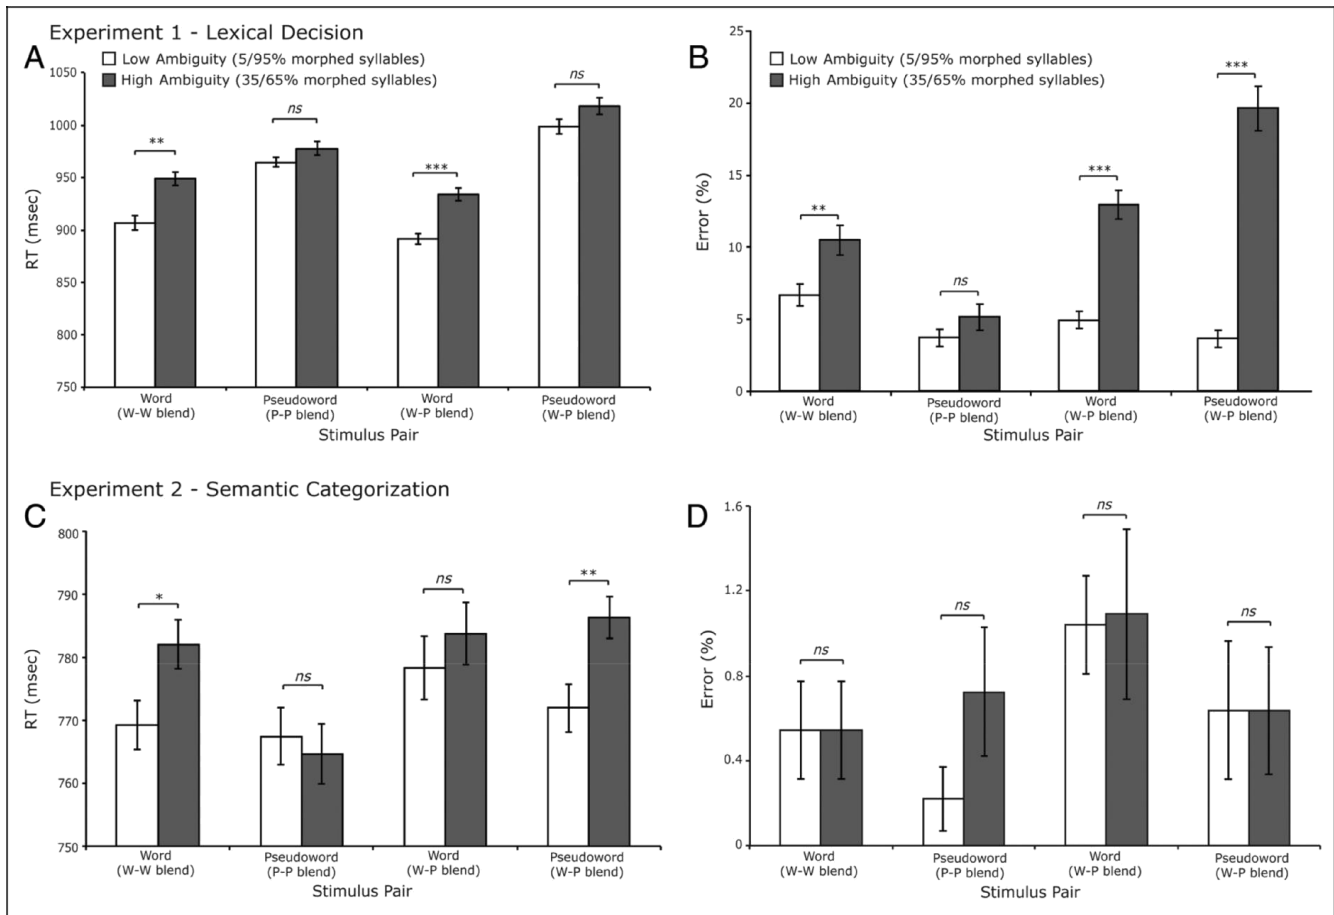 Experiment 1 - Lexical Decision
A
Low Ambiguity (5/95% morphed syllables)
High Ambiguity (35/65% morphed syllables)
RT (msec)
1050
1000
950
900
850
800
750
**
ns
***
ns
Word
(W-W blend)
Pseudoword
(P-P blend)
Word
(W-P blend)
Pseudoword
(W-P blend)
Stimulus Pair
B
Low Ambiguity (5/95% morphed syllables)
High Ambiguity (35/65% morphed syllables)
Error (%)
25
20
15
10
5
0
**
ns
***
***
Word
(W-W blend)
Pseudoword
(P-P blend)
Word
(W-P blend)
Pseudoword
(W-P blend)
Stimulus Pair
Experiment 2 - Semantic Categorization
C
RT (msec)
800
790
780
770
760
750
*
ns
ns
**
Word
(W-W blend)
Pseudoword
(P-P blend)
Word
(W-P blend)
Pseudoword
(W-P blend)
Stimulus Pair
D
Error (%)
1.6
1.2
0.8
0.4
0
ns
ns
ns
ns
Word
(W-W blend)
Pseudoword
(P-P blend)
Word
(W-P blend)
Pseudoword
(W-P blend)
Stimulus Pair